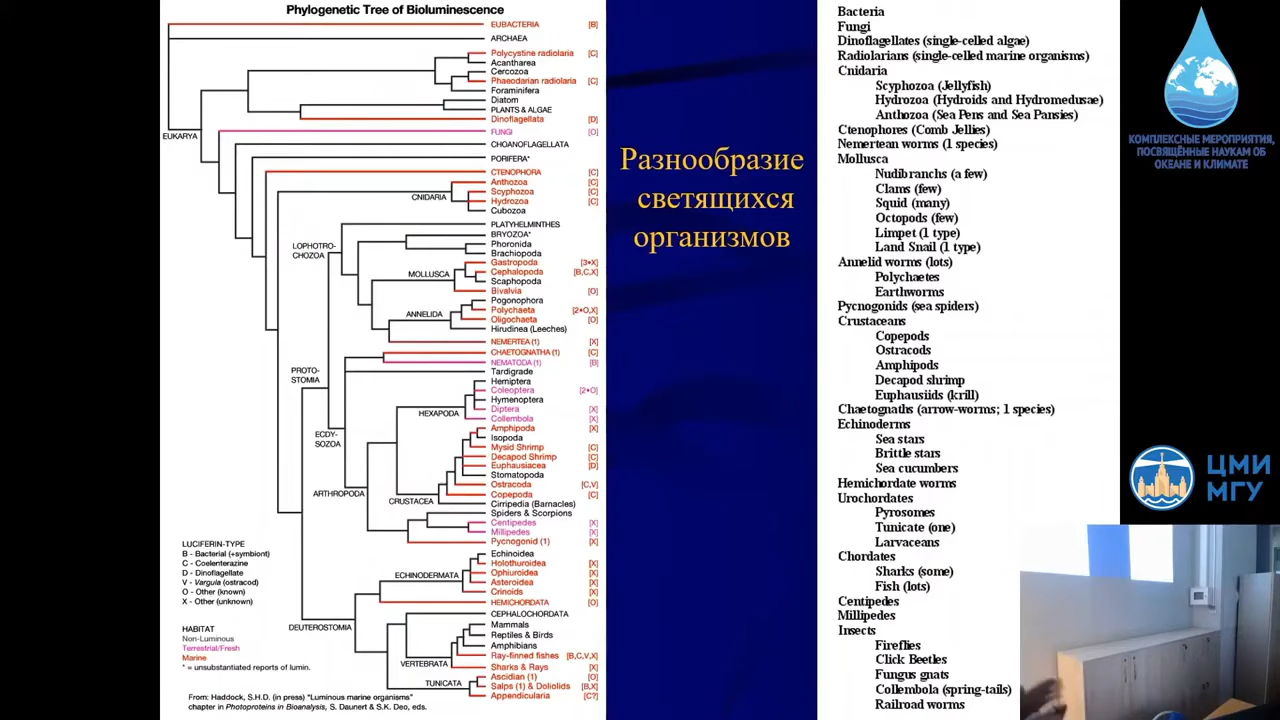 Phylogenetic Tree of Bioluminescence
EUBACTERIA [B]
ARCHAEA
Polycystine radiolaria [C]
Acantharea
Cercozoa
Phaeodarian radiolaria [C]
Foraminifera
Diatom
PLANTS & ALGAE
Dinoflagellata [D]
EUKARYA
FUNGI [O]
CHOANOFLAGELLATA
PORIFERA*
CTENOPHORA [C]
Anthozoa [C]
CNIDARIA
Scyphozoa [C]
Hydrozoa [C]
Cubozoa
PLATYHELMINTHES
BRYOZOA*
Phoronida
LOPHOTRO-
CHOZOA
Brachiopoda
Gastropoda [3•X]
MOLLUSCA
Cephalopoda [B,C,X]
Scaphopoda
Bivalvia [O]
Pogonophora
Polychaeta [2•O,X]
ANNELIDA
Oligochaeta [O]
Hirudinea (Leeches)
NEMERTEA (1) [X]
CHAETOGNATHA (1) [C]
NEMATODA (1) [B]
PROTO-
STOMIA
Tardigrade
Hemiptera
Coleoptera [2•O]
Hymenoptera
Diptera [X]
HEXAPODA
Collembola [X]
Amphipoda [X]
ECDY-
SOZOA
Isopoda
Mysid Shrimp [C]
Decapod Shrimp [C]
Euphausiacea [D]
Stomatopoda
Ostracoda [C,V]
ARTHROPODA
Copepoda [C]
CRUSTACEA
Cirripedia (Barnacles)
Spiders & Scorpions
Centipedes [X]
Millipedes [X]
Pycnogonid (1) [X]
Echinoidea
Holothuroidea [X]
ECHINODERMATA
Ophiuroidea [X]
Asteroidea [X]
Crinoids [X]
HEMICHORDATA [O]
CEPHALOCHORDATA
DEUTEROSTOMIA
Mammals
Reptiles & Birds
Amphibians
Ray-finned fishes [B,C,V,X]
VERTEBRATA
Sharks & Rays [X]
Ascidian (1) [O]
TUNICATA
Salps (1) & Doliolids [B,X]
Appendicularia [C?]
LUCIFERIN-TYPE
B - Bacterial (+symbiont)
C - Coelenterazine
D - Dinoflagellate
V - Vargula (ostracod)
O - Other (known)
X - Other (unknown)
HABITAT
Non-Luminous
Terrestrial/Fresh
Marine
* = unsubstantiated reports of lumin.
From: Haddock, S.H.D. (in press) "Luminous marine organisms"
chapter in Photoproteins in Bioanalysis, S. Daunert & S.K. Deo, eds.
Разнообразие
светящихся
организмов
Bacteria
Fungi
Dinoflagellates (single-celled algae)
Radiolarians (single-celled marine organisms)
Cnidaria
Scyphozoa (Jellyfish)
Hydrozoa (Hydroids and Hydromedusae)
Anthozoa (Sea Pens and Sea Pansies)
Ctenophores (Comb Jellies)
Nemertean worms (1 species)
Mollusca
Nudibranchs (a few)
Clams (few)
Squid (many)
Octopods (few)
Limpet (1 type)
Land Snail (1 type)
Annelid worms (lots)
Polychaetes
Earthworms
Pycnogonids (sea spiders)
Crustaceans
Copepods
Ostracods
Amphipods
Decapod shrimp
Euphausiids (krill)
Chaetognaths (arrow-worms; 1 species)
Echinoderms
Sea stars
Brittle stars
Sea cucumbers
Hemichordate worms
Urochordates
Pyrosomes
Tunicate (one)
Larvaceans
Chordates
Sharks (some)
Fish (lots)
Centipedes
Millipedes
Insects
Fireflies
Click Beetles
Fungus gnats
Collembola (spring-tails)
Railroad worms
КОМПЛЕКСНЫЕ МЕРОПРИЯТИЯ,
ПОСВЯЩЁННЫЕ НАУКАМ ОБ
ОКЕАНЕ И КЛИМАТЕ
ЦМИ
МГУ